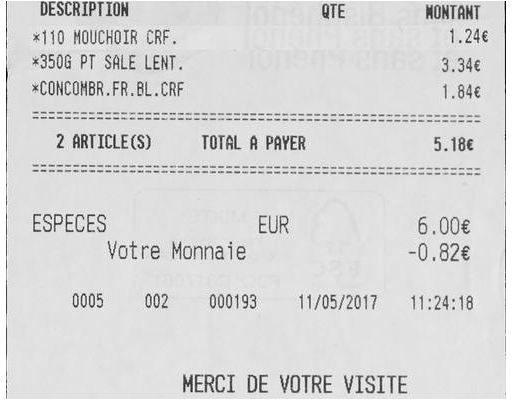 DESCRIPTION QTE MONTANT
*110 MOUCHOIR CRF. 1.24€
*350G PT SALE LENT. 3.34€
*CONCOMBR.FR.BL.CRF 1.84€
2 ARTICLE(S) TOTAL A PAYER 5.18€
ESPECES EUR 6.00€
Votre Monnaie -0.82€
0005 002 000193 11/05/2017 11:24:18
MERCI DE VOTRE VISITE